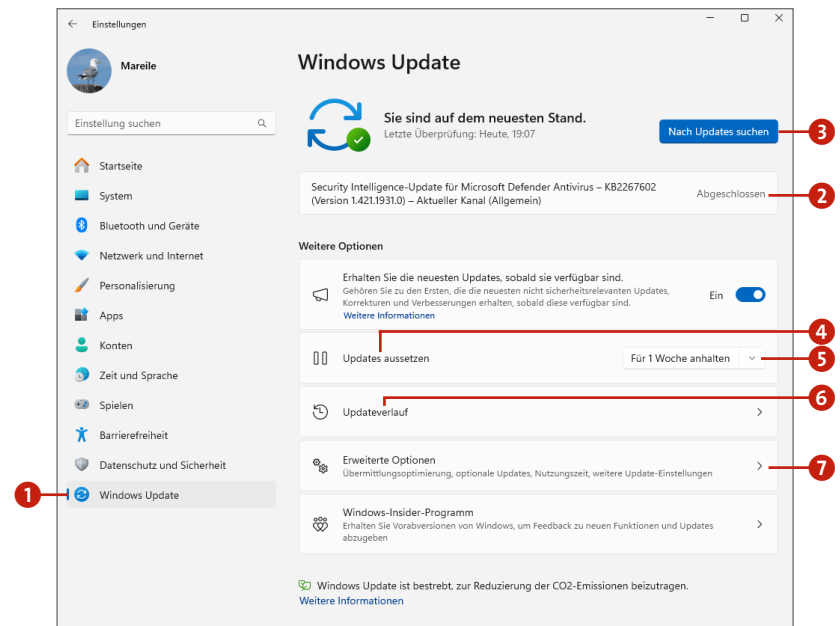 Einstellungen
Mareile
Einstellung suchen
Startseite
System
Bluetooth und Geräte
Netzwerk und Internet
Personalisierung
Apps
Konten
Zeit und Sprache
Spielen
Barrierefreiheit
Datenschutz und Sicherheit
1
Windows Update
Windows Update
Sie sind auf dem neuesten Stand.
Letzte Überprüfung: Heute, 19:07
Nach Updates suchen
3
Security Intelligence-Update für Microsoft Defender Antivirus – KB2267602
(Version 1.421.1931.0) – Aktueller Kanal (Allgemein)
Abgeschlossen
2
Weitere Optionen
Erhalten Sie die neuesten Updates, sobald sie verfügbar sind.
Gehören Sie zu den Ersten, die die neuesten nicht sicherheitsrelevanten Updates,
Korrekturen und Verbesserungen erhalten, sobald diese verfügbar sind.
Weitere Informationen
Ein
4
Updates aussetzen
Für 1 Woche anhalten
5
6
Updateverlauf
Erweiterte Optionen
Übermittlungsoptimierung, optionale Updates, Nutzungszeit, weitere Update-Einstellungen
7
Windows-Insider-Programm
Erhalten Sie Vorabversionen von Windows, um Feedback zu neuen Funktionen und Updates
abzugeben
Windows Update ist bestrebt, zur Reduzierung der CO2-Emissionen beizutragen.
Weitere Informationen